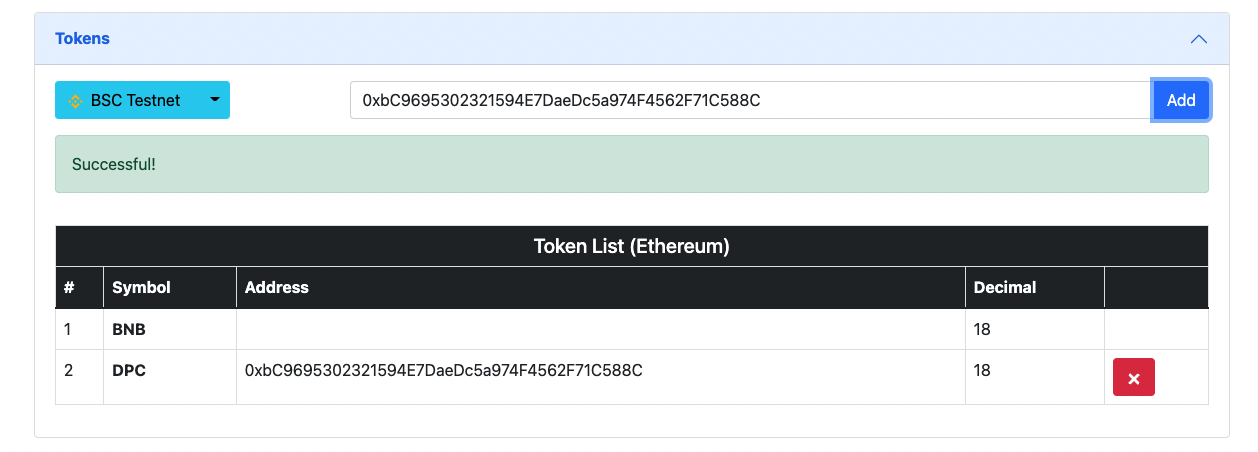 Tokens
BSC Testnet 0xbC9695302321594E7DaeDc5a974F4562F71C588C Add
Successful!
Token List (Ethereum)
# Symbol Address Decimal
1 BNB 18
2 DPC 0xbC9695302321594E7DaeDc5a974F4562F71C588C 18